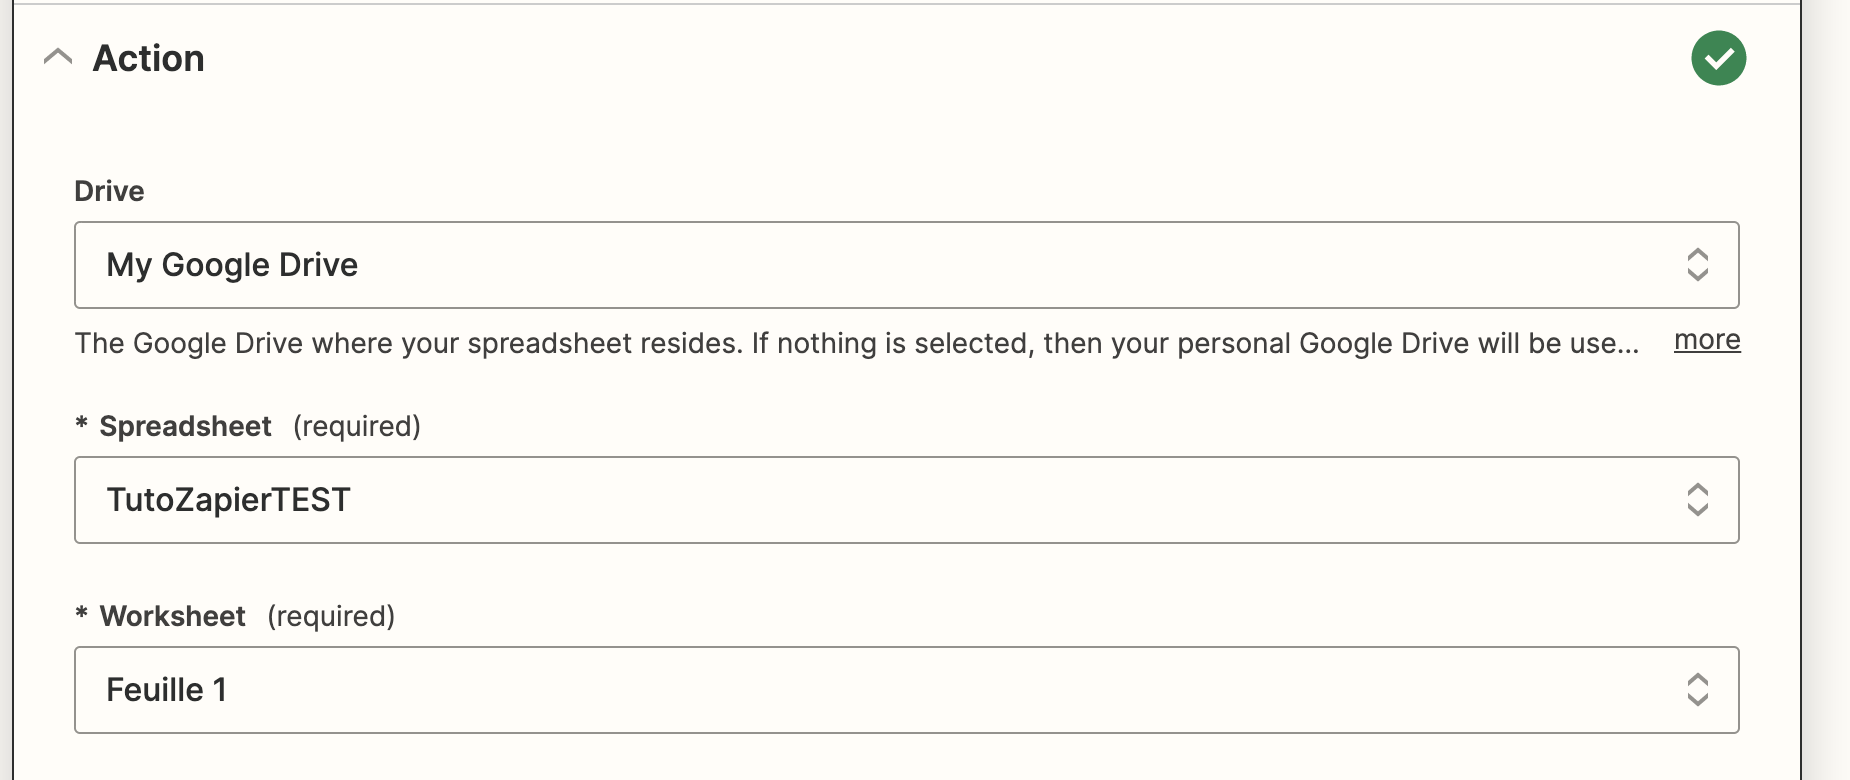 Action
Drive
My Google Drive
The Google Drive where your spreadsheet resides. If nothing is selected, then your personal Google Drive will be use... more
* Spreadsheet (required)
TutoZapierTEST
* Worksheet (required)
Feuille 1